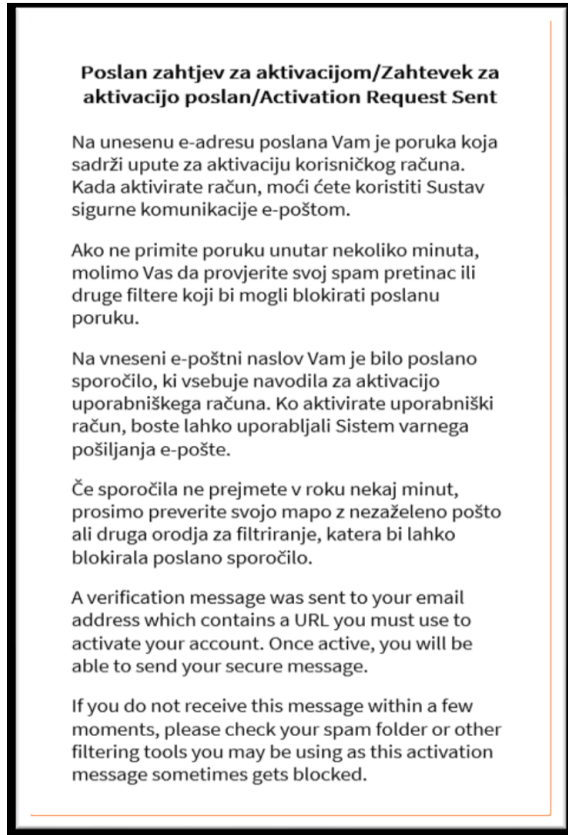 Poslan zahtjev za aktivacijom/Zahtevek za
aktivacijo poslan/Activation Request Sent
Na unesenu e-adresu poslana Vam je poruka koja
sadrži upute za aktivaciju korisničkog računa.
Kada aktivirate račun, moći ćete koristiti Sustav
sigurne komunikacije e-poštom.
Ako ne primite poruku unutar nekoliko minuta,
molimo Vas da provjerite svoj spam pretinac ili
druge filtere koji bi mogli blokirati poslanu
poruku.
Na vneseni e-poštni naslov Vam je bilo poslano
sporočilo, ki vsebuje navodila za aktivacijo
uporabniškega računa. Ko aktivirate uporabniški
račun, boste lahko uporabljali Sistem varnega
pošiljanja e-pošte.
Če sporočila ne prejmete v roku nekaj minut,
prosimo preverite svojo mapo z nezaželeno pošto
ali druga orodja za filtriranje, katera bi lahko
blokirala poslano sporočilo.
A verification message was sent to your email
address which contains a URL you must use to
activate your account. Once active, you will be
able to send your secure message.
If you do not receive this message within a few
moments, please check your spam folder or other
filtering tools you may be using as this activation
message sometimes gets blocked.